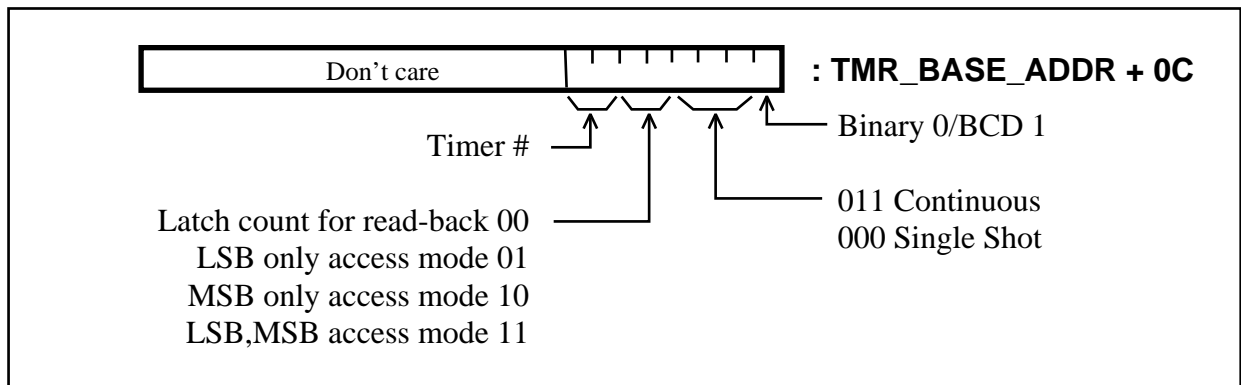 Don't care
: TMR_BASE_ADDR + 0C
Timer #
Binary 0/BCD 1
Latch count for read-back 00
LSB only access mode 01
MSB only access mode 10
LSB,MSB access mode 11
011 Continuous
000 Single Shot